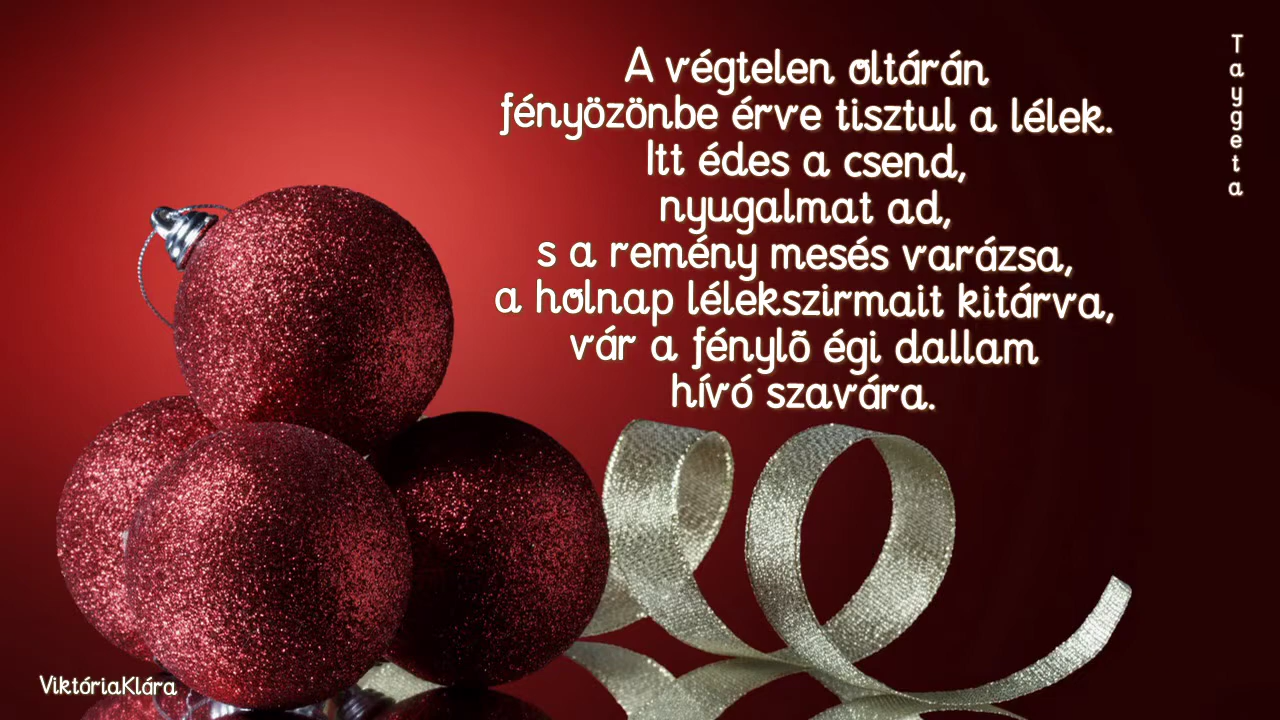 A végtelen oltárán
fényözönbe érve tisztul a lélek.
Itt édes a csend,
nyugalmat ad,
s a remény mesés varázsa,
a holnap lélekszirmait kitárva,
vár a fénylõ égi dallam
hívó szavára.
Taygeta
ViktóriaKlára